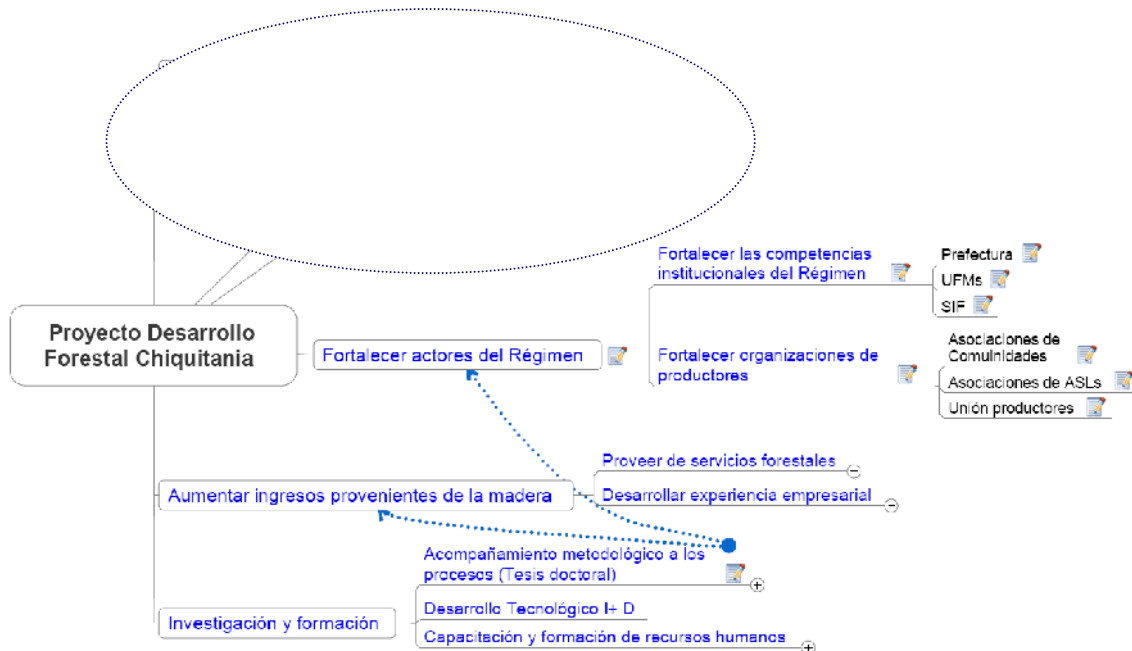 Proyecto Desarrollo
Forestal Chiquitania
Fortalecer actores del Régimen
Fortalecer las competencias
institucionales del Régimen
Prefectura
UFMs
SIF
Fortalecer organizaciones de
productores
Asociaciones de
Comuinidades
Asociaciones de ASLs
Unión productores
Aumentar ingresos provenientes de la madera
Proveer de servicios forestales
Desarrollar experiencia empresarial
Investigación y formación
Acompañamiento metodológico a los
procesos (Tesis doctoral)
Desarrollo Tecnológico I+ D
Capacitación y formación de recursos humanos